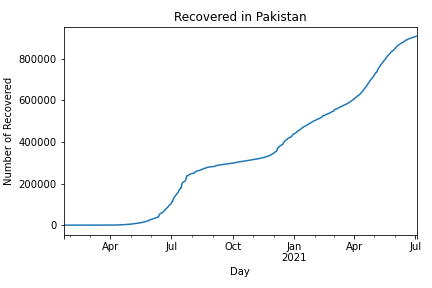 Recovered in Pakistan
Number of Recovered
800000
600000
400000
200000
0
Apr Jul Oct Jan Apr Jul
2021
Day